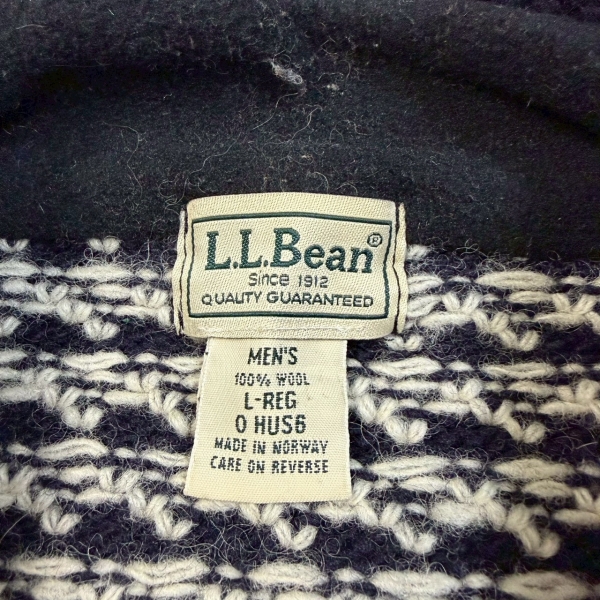 L.L.Bean®
Since 1912
QUALITY GUARANTEED
MEN'S
100% WOOL
L-REG
0 HUS6
MADE IN NORWAY
CARE ON REVERSE